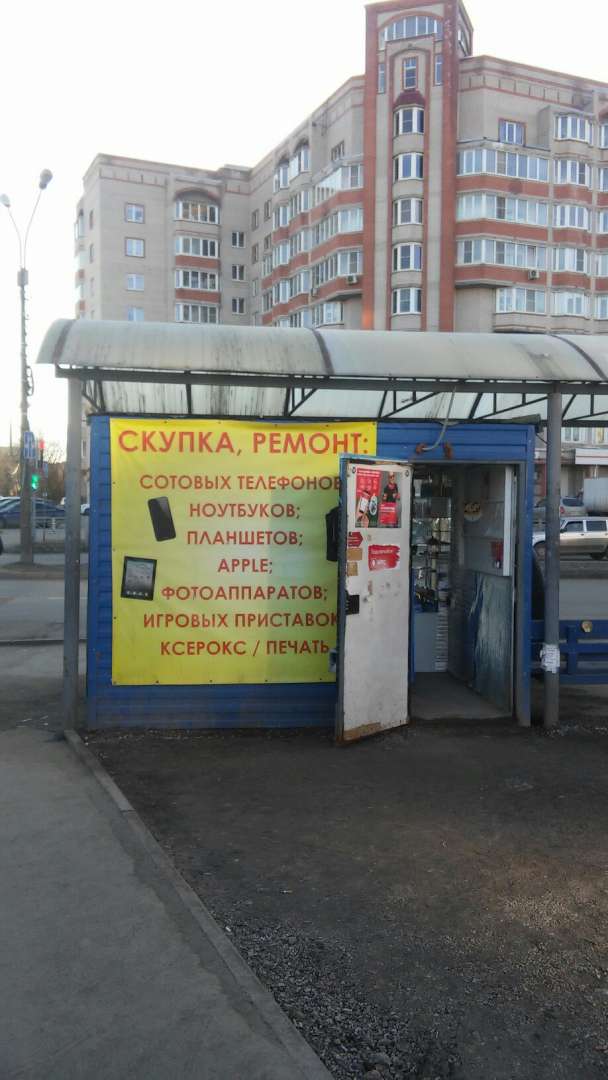 СКУПКА, РЕМОНТ:
СОТОВЫХ ТЕЛЕФОНОВ
НОУТБУКОВ;
ПЛАНШЕТОВ;
APPLE;
ФОТОАППАРАТОВ;
ИГРОВЫХ ПРИСТАВОК
КСЕРОКС / ПЕЧАТЬ